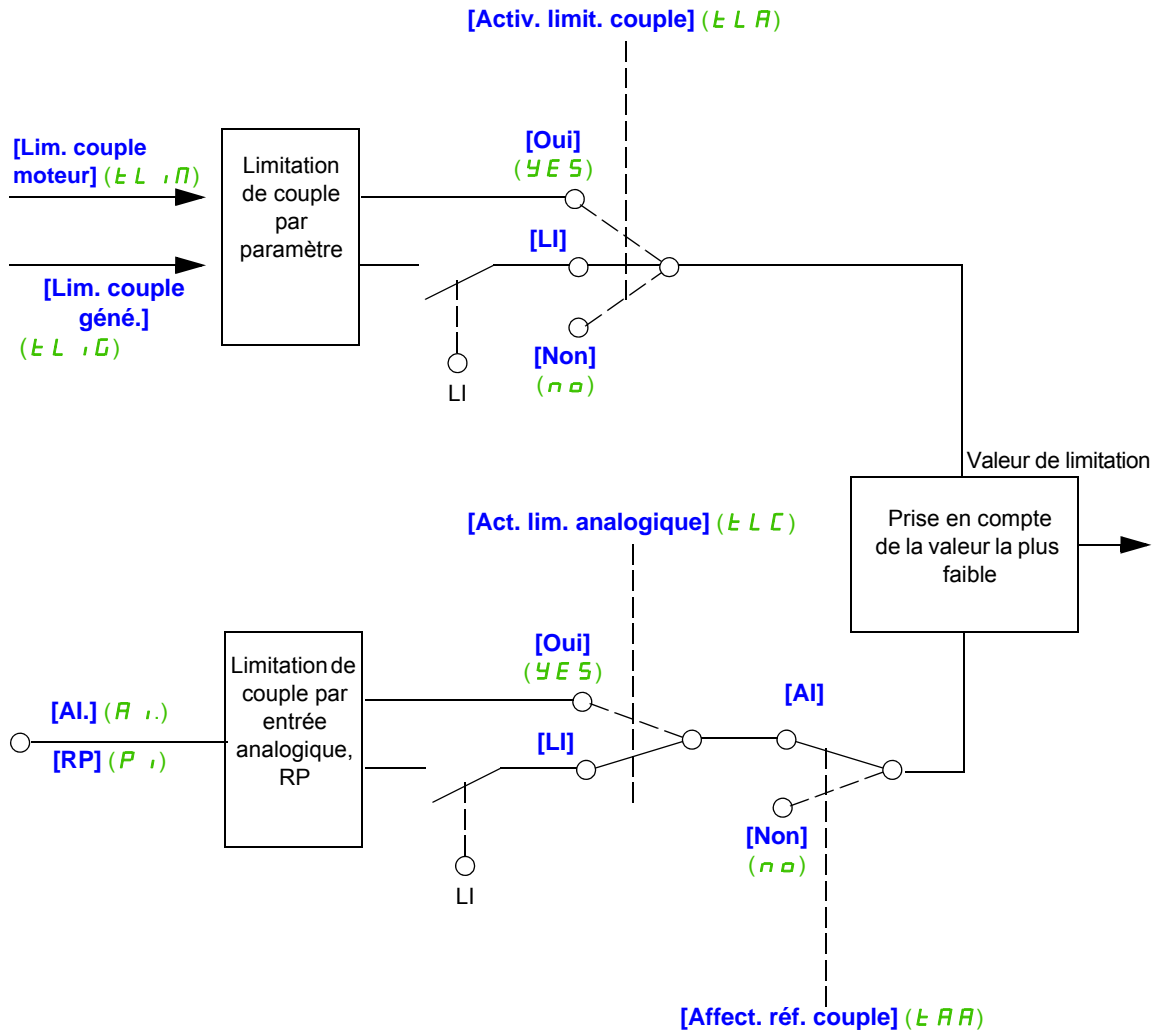 [Activ. limit. couple] (tLA)
[Lim. couple
moteur] (tLiM)
[Lim. couple
géné.]
(tLiG)
Limitation
de couple
par
paramètre
[Oui]
(YES)
[LI]
[Non]
(no)
LI
Valeur de limitation
Prise en compte
de la valeur la plus
faible
[Act. lim. analogique] (tLC)
[AI.] (Ai.)
[RP] (Pi)
Limitation de
couple par
entrée
analogique,
RP
[Oui]
(YES)
[LI]
LI
[AI]
[Non]
(no)
[Affect. réf. couple] (tAA)